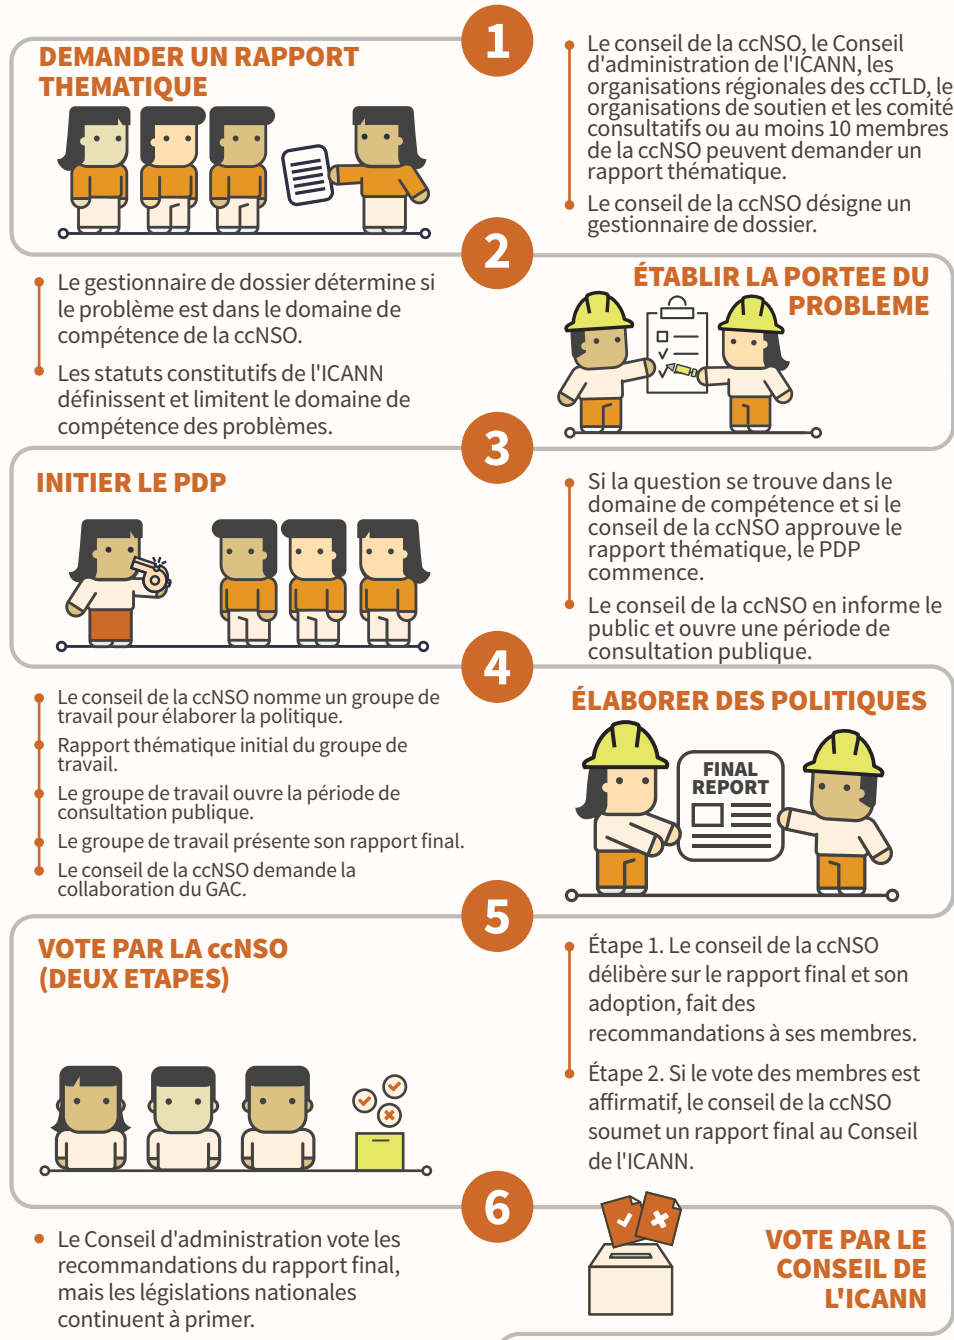 1
DEMANDER UN RAPPORT
THEMATIQUE
Le conseil de la ccNSO, le Conseil
d'administration de l'ICANN, les
organisations régionales des ccTLD, le
organisations de soutien et les comité
consultatifs ou au moins 10 membres
de la ccNSO peuvent demander un
rapport thématique.
Le conseil de la ccNSO désigne un
gestionnaire de dossier.
2
ÉTABLIR LA PORTEE DU
PROBLEME
Le gestionnaire de dossier détermine si
le problème est dans le domaine de
compétence de la ccNSO.
Les statuts constitutifs de l'ICANN
définissent et limitent le domaine de
compétence des problèmes.
3
INITIER LE PDP
Si la question se trouve dans le
domaine de compétence et si le
conseil de la ccNSO approuve le
rapport thématique, le PDP
commence.
Le conseil de la ccNSO en informe le
public et ouvre une période de
consultation publique.
4
ÉLABORER DES POLITIQUES
Le conseil de la ccNSO nomme un groupe de
travail pour élaborer la politique.
Rapport thématique initial du groupe de
travail.
Le groupe de travail ouvre la période de
consultation publique.
Le groupe de travail présente son rapport final.
Le conseil de la ccNSO demande la
collaboration du GAC.
FINAL
REPORT
5
VOTE PAR LA ccNSO
(DEUX ETAPES)
Étape 1. Le conseil de la ccNSO
délibère sur le rapport final et son
adoption, fait des
recommandations à ses membres.
Étape 2. Si le vote des membres est
affirmatif, le conseil de la ccNSO
soumet un rapport final au Conseil
de l'ICANN.
6
VOTE PAR LE
CONSEIL DE
L'ICANN
Le Conseil d'administration vote les
recommandations du rapport final,
mais les législations nationales
continuent à primer.